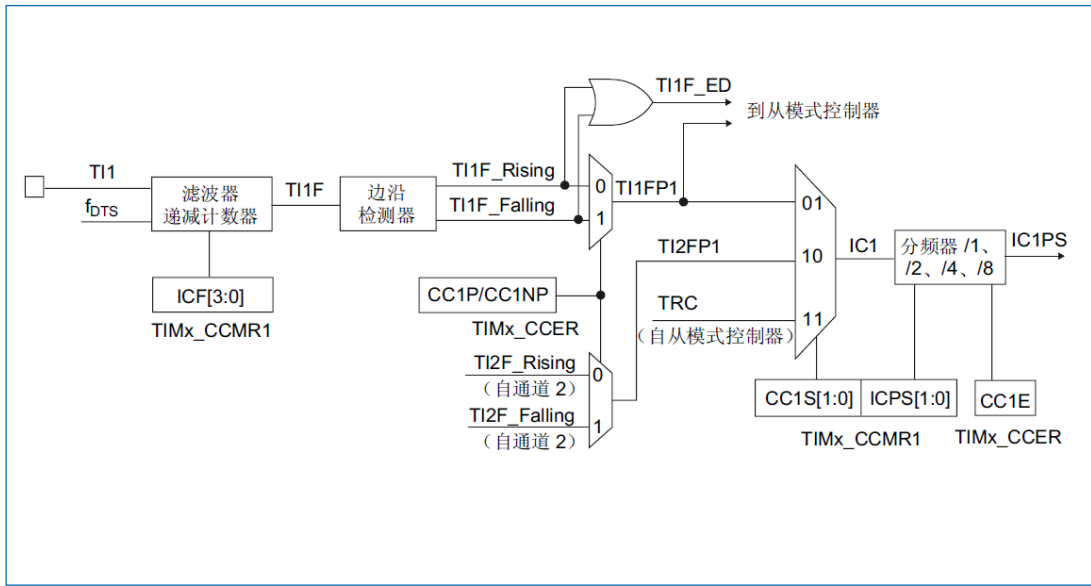 TI1F_ED
到从模式控制器
TI1
fDTS
滤波器
递减计数器
TI1F
边沿
检测器
TI1F_Rising
TI1F_Falling
0
1
TI1FP1
01
TI2FP1
10
IC1
分频器 /1、
/2、/4、/8
IC1PS
ICF[3:0]
TIMx_CCMR1
CC1P/CC1NP
TIMx_CCER
TRC
（自从模式控制器）
11
TI2F_Rising
（自通道 2）
TI2F_Falling
（自通道 2）
0
1
CC1S[1:0]
ICPS[1:0]
TIMx_CCMR1
CC1E
TIMx_CCER